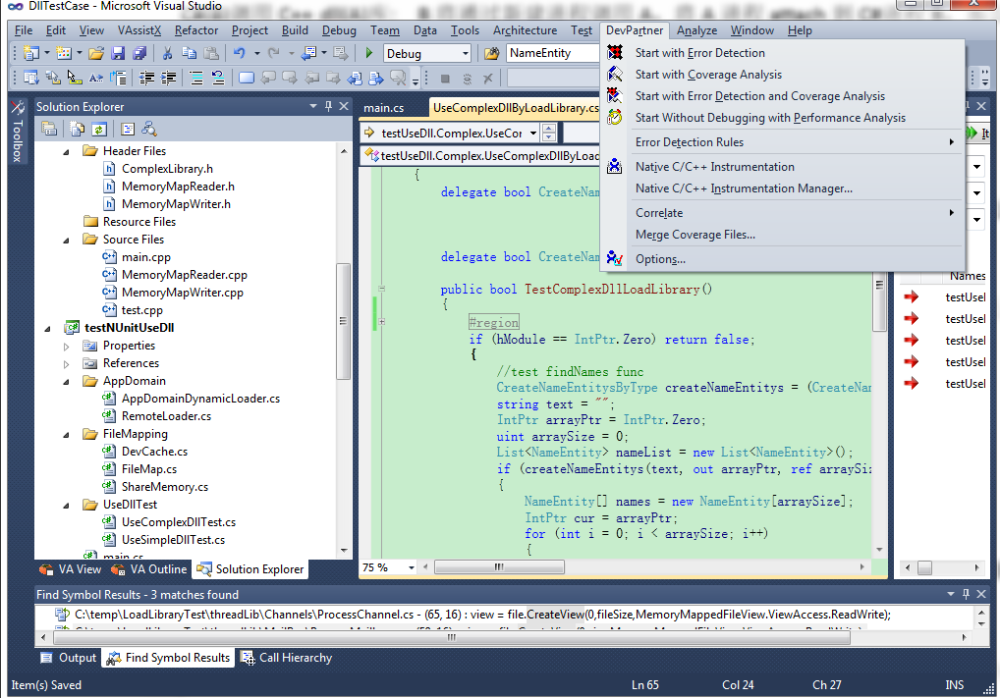 DllTestCase - Microsoft Visual Studio
File Edit View VAssistX Refactor Project Build Debug Team Data Tools Architecture Test DevPartner Analyze Window Help
Debug NameEntity
Start with Error Detection
Start with Coverage Analysis
Start with Error Detection and Coverage Analysis
Start Without Debugging with Performance Analysis
Error Detection Rules
Native C/C++ Instrumentation
Native C/C++ Instrumentation Manager...
Correlate
Merge Coverage Files...
Options...
Toolbox
Solution Explorer
Header Files
ComplexLibrary.h
MemoryMapReader.h
MemoryMapWriter.h
Resource Files
Source Files
main.cpp
MemoryMapReader.cpp
MemoryMapWriter.cpp
test.cpp
testNUnitUseDll
Properties
References
AppDomain
AppDomainDynamicLoader.cs
RemoteLoader.cs
FileMapping
DevCache.cs
FileMap.cs
ShareMemory.cs
UseDllTest
UseComplexDllTest.cs
UseSimpleDllTest.cs
main.cs
VA View VA Outline Solution Explorer
main.cs UseComplexDllByLoadLibrary.cs
testUseDll.Complex.UseCor
testUseDll.Complex.UseComplexDllByLoad
{
delegate bool CreateNam
delegate bool CreateNam
public bool TestComplexDllLoadLibrary()
{
#region
if (hModule == IntPtr.Zero) return false;
{
//test findNames func
CreateNameEntitysByType createNameEntitys = (CreateNam
string text = "";
IntPtr arrayPtr = IntPtr.Zero;
uint arraySize = 0;
List<NameEntity> nameList = new List<NameEntity>();
if (createNameEntitys(text, out arrayPtr, ref arraySiz
{
NameEntity[] names = new NameEntity[arraySize];
IntPtr cur = arrayPtr;
for (int i = 0; i < arraySize; i++)
{
75 %
It
Names
testUsel
testUsel
testUsel
testUsel
testUsel
Find Symbol Results - 3 matches found
C:\temp\LoadLibraryTest\threadLib\Channels\ProcessChannel.cs - (65, 16) : view = file.CreateView(0,fileSize,MemoryMappedFileView.ViewAccess.ReadWrite);
Output Find Symbol Results Call Hierarchy
Item(s) Saved Ln 65 Col 24 Ch 27 INS